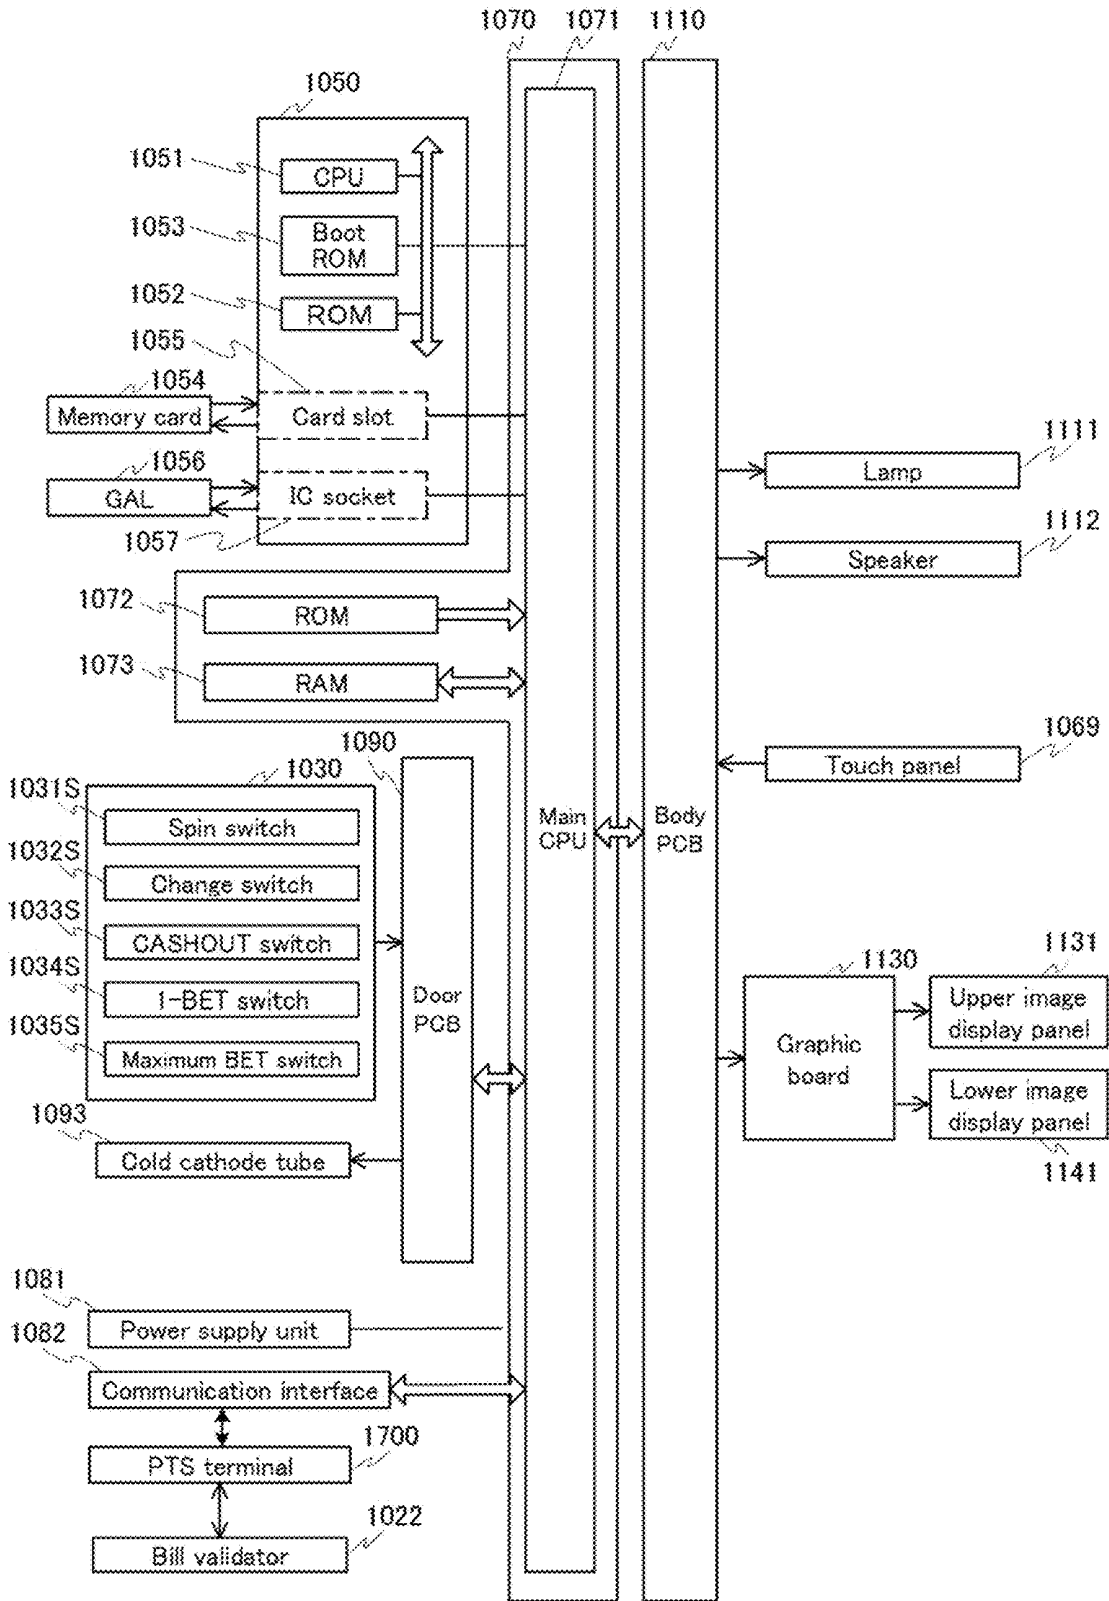 1070
1071
1110
1050
1051
CPU
1053
Boot
ROM
1052
ROM
1055
1054
Memory card
Card slot
1056
GAL
IC socket
1057
1111
Lamp
1112
Speaker
1072
ROM
1073
RAM
1069
Touch panel
1090
1030
1031S
Spin switch
1032S
Change switch
1033S
CASHOUT switch
1034S
1-BET switch
1035S
Maximum BET switch
Door
PCB
Main
CPU
Body
PCB
1093
Cold cathode tube
1130
Graphic
board
1131
Upper image
display panel
Lower image
display panel
1141
1081
Power supply unit
1082
Communication interface
1700
PTS terminal
1022
Bill validator